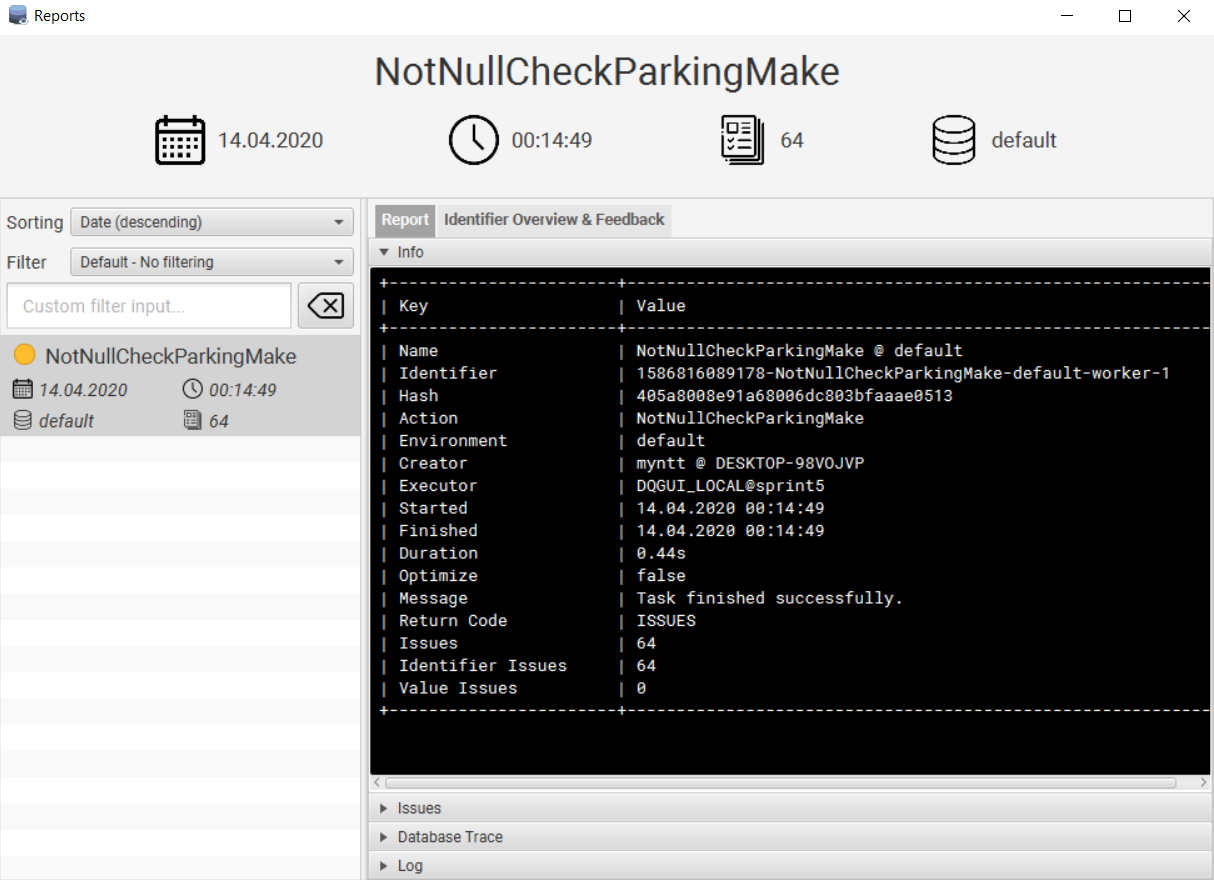 Reports
NotNullCheckParkingMake
14.04.2020
00:14:49
64
default
Sorting
Date (descending)
Filter
Default - No filtering
Custom filter input...
NotNullCheckParkingMake
14.04.2020
00:14:49
default
64
Report
Identifier Overview & Feedback
Info
+-----------------------+-----------------------------------------------------------
| Key | Value
+-----------------------+-----------------------------------------------------------
| Name | NotNullCheckParkingMake @ default
| Identifier | 1586816089178-NotNullCheckParkingMake-default-worker-1
| Hash | 405a8008e91a68006dc803bfaaae0513
| Action | NotNullCheckParkingMake
| Environment | default
| Creator | myntt @ DESKTOP-98VOJVP
| Executor | DQGUI_LOCAL@sprint5
| Started | 14.04.2020 00:14:49
| Finished | 14.04.2020 00:14:49
| Duration | 0.44s
| Optimize | false
| Message | Task finished successfully.
| Return Code | ISSUES
| Issues | 64
| Identifier Issues | 64
| Value Issues | 0
+-----------------------+-----------------------------------------------------------
Issues
Database Trace
Log